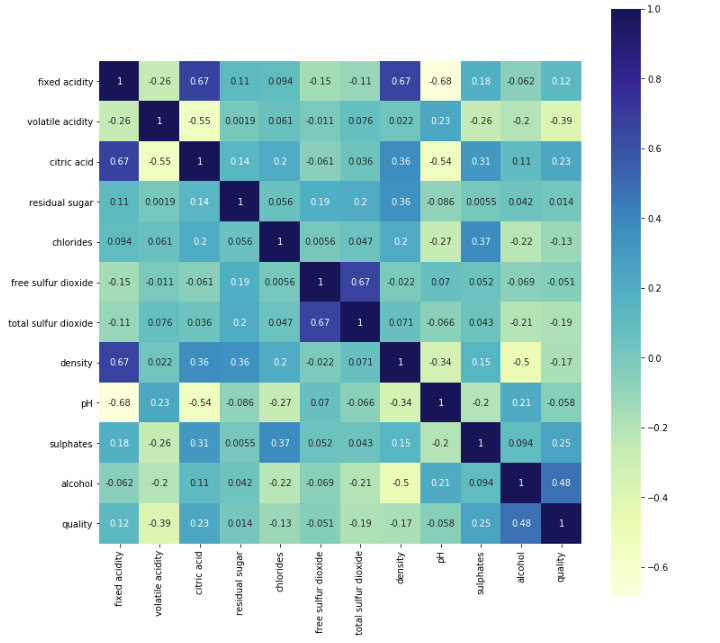 1.0
fixed acidity 1 -0.26 0.67 0.11 0.094 -0.15 -0.11 0.67 -0.68 0.18 -0.062 0.12
0.8
volatile acidity -0.26 1 -0.55 0.0019 0.061 -0.011 0.076 0.022 0.23 -0.26 -0.2 -0.39
citric acid 0.67 -0.55 1 0.14 0.2 -0.061 0.036 0.36 -0.54 0.31 0.11 0.23
0.6
residual sugar 0.11 0.0019 0.14 1 0.056 0.19 0.2 0.36 -0.086 0.0055 0.042 0.014
0.4
chlorides 0.094 0.061 0.2 0.056 1 0.0056 0.047 0.2 -0.27 0.37 -0.22 -0.13
free sulfur dioxide -0.15 -0.011 -0.061 0.19 0.0056 1 0.67 -0.022 0.07 0.052 -0.069 -0.051
0.2
total sulfur dioxide -0.11 0.076 0.036 0.2 0.047 0.67 1 0.071 -0.066 0.043 -0.21 -0.19
0.0
density 0.67 0.022 0.36 0.36 0.2 -0.022 0.071 1 -0.34 0.15 -0.5 -0.17
pH -0.68 0.23 -0.54 -0.086 -0.27 0.07 -0.066 -0.34 1 -0.2 0.21 -0.058
−0.2
sulphates 0.18 -0.26 0.31 0.0055 0.37 0.052 0.043 0.15 -0.2 1 0.094 0.25
alcohol -0.062 -0.2 0.11 0.042 -0.22 -0.069 -0.21 -0.5 0.21 0.094 1 0.48
−0.4
quality 0.12 -0.39 0.23 0.014 -0.13 -0.051 -0.19 -0.17 -0.058 0.25 0.48 1
−0.6
fixed acidity
volatile acidity
citric acid
residual sugar
chlorides
free sulfur dioxide
total sulfur dioxide
density
pH
sulphates
alcohol
quality